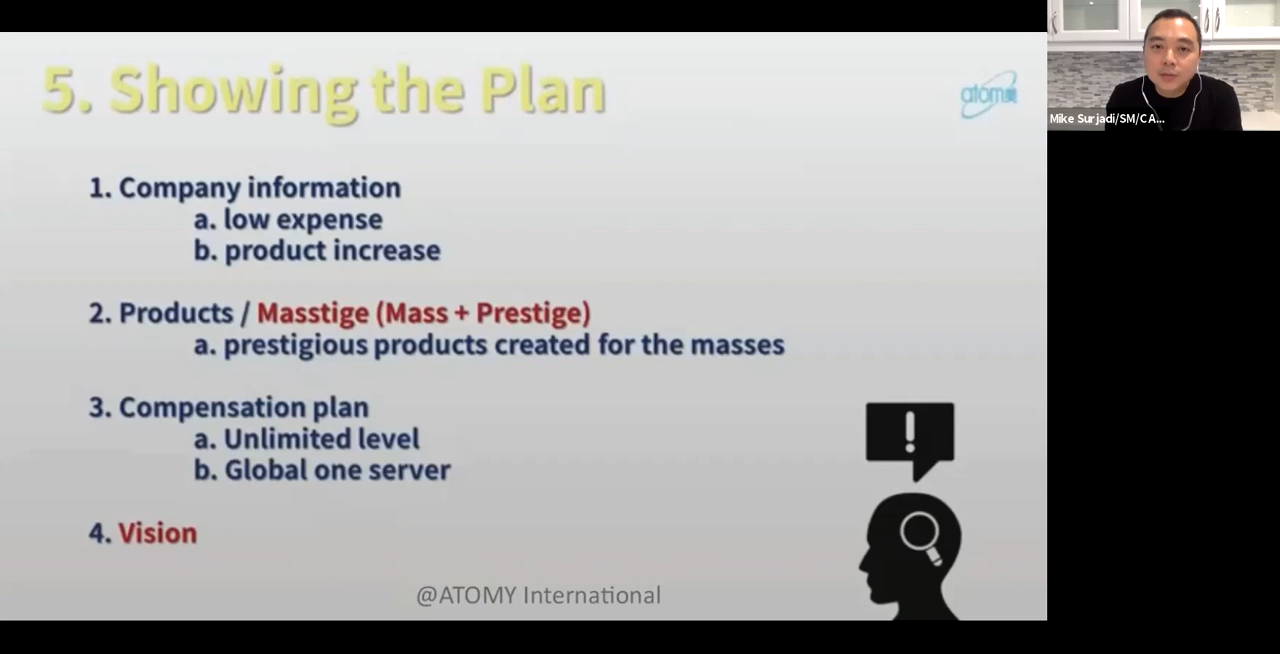 5. Showing the Plan
atomy
Mike Surjadi/SM/CA...
1. Company information
a. low expense
b. product increase
2. Products / Masstige (Mass + Prestige)
a. prestigious products created for the masses
3. Compensation plan
a. Unlimited level
b. Global one server
!
4. Vision
@ATOMY International